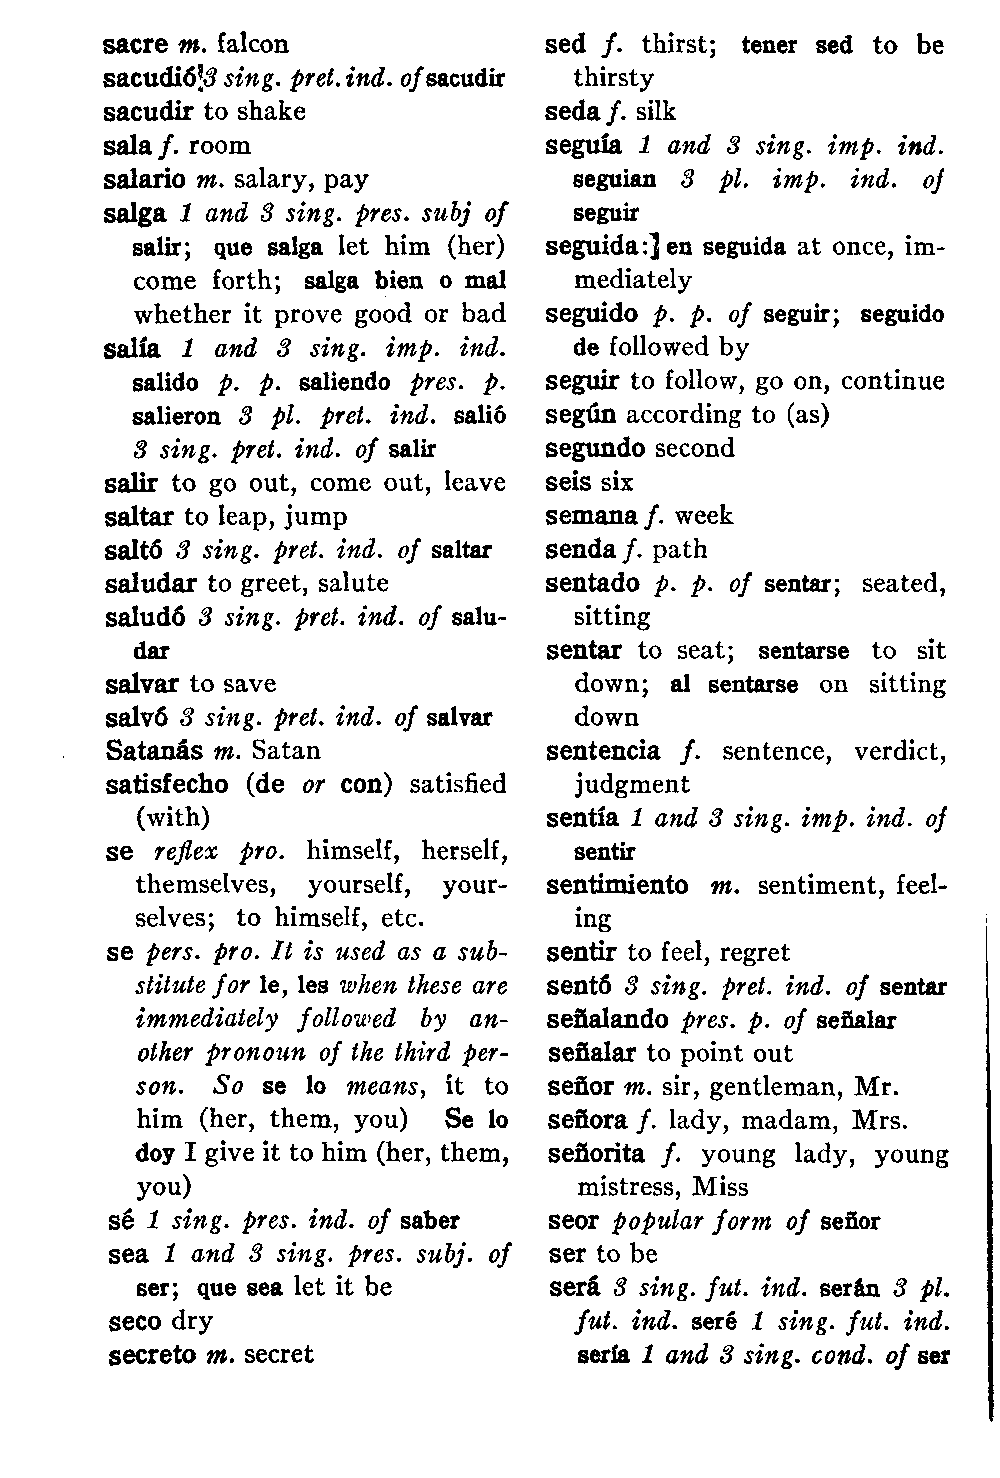 sacre m. falcon
sacudió 3 sing. pret. ind. of sacudir
sacudir to shake
sala f. room
salario m. salary, pay
salga 1 and 3 sing. pres. subj of
salir; que salga let him (her)
come forth; salga bien o mal
whether it prove good or bad
salía 1 and 3 sing. imp. ind.
salido p. p. saliendo pres. p.
salieron 3 pl. pret. ind. salió
3 sing. pret. ind. of salir
salir to go out, come out, leave
saltar to leap, jump
saltó 3 sing. pret. ind. of saltar
saludar to greet, salute
saludó 3 sing. pret. ind. of salu-
dar
salvar to save
salvó 3 sing. pret. ind. of salvar
Satanás m. Satan
satisfecho (de or con) satisfied
(with)
se reflex pro. himself, herself,
themselves, yourself, your-
selves; to himself, etc.
se pers. pro. It is used as a sub-
stitute for le, les when these are
immediately followed by an-
other pronoun of the third per-
son. So se lo means, it to
him (her, them, you) Se lo
doy I give it to him (her, them,
you)
sé 1 sing. pres. ind. of saber
sea 1 and 3 sing. pres. subj. of
ser; que sea let it be
seco dry
secreto m. secret
sed f. thirst; tener sed to be
thirsty
seda f. silk
seguía 1 and 3 sing. imp. ind.
seguian 3 pl. imp. ind. of
seguir
seguida:] en seguida at once, im-
mediately
seguido p. p. of seguir; seguido
de followed by
seguir to follow, go on, continue
según according to (as)
segundo second
seis six
semana f. week
senda f. path
sentado p. p. of sentar; seated,
sitting
sentar to seat; sentarse to sit
down; al sentarse on sitting
down
sentencia f. sentence, verdict,
judgment
sentía 1 and 3 sing. imp. ind. of
sentir
sentimiento m. sentiment, feel-
ing
sentir to feel, regret
sentó 3 sing. pret. ind. of sentar
señalando pres. p. of señalar
señalar to point out
señor m. sir, gentleman, Mr.
señora f. lady, madam, Mrs.
señorita f. young lady, young
mistress, Miss
seor popular form of señor
ser to be
será 3 sing. fut. ind. serán 3 pl.
fut. ind. seré 1 sing. fut. ind.
sería 1 and 3 sing. cond. of ser